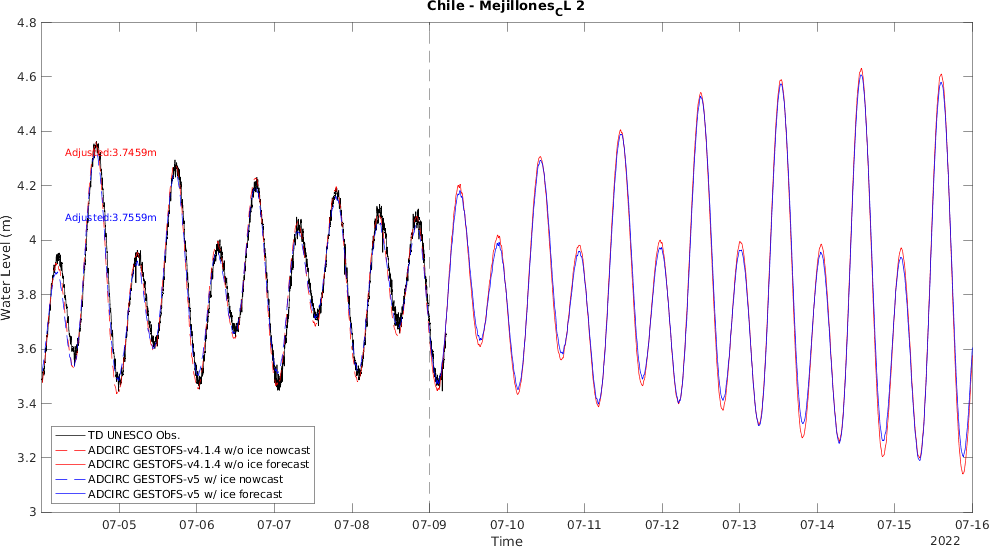 Chile - Mejillones_CL 2
4.8
4.6
4.4
4.2
4
3.8
3.6
3.4
3.2
3
Water Level (m)
Adjusted:3.7459m
Adjusted:3.7559m
TD UNESCO Obs.
ADCIRC GESTOFS-v4.1.4 w/o ice nowcast
ADCIRC GESTOFS-v4.1.4 w/o ice forecast
ADCIRC GESTOFS-v5 w/ ice nowcast
ADCIRC GESTOFS-v5 w/ ice forecast
07-05 07-06 07-07 07-08 07-09 07-10 07-11 07-12 07-13 07-14 07-15 07-16
Time
2022